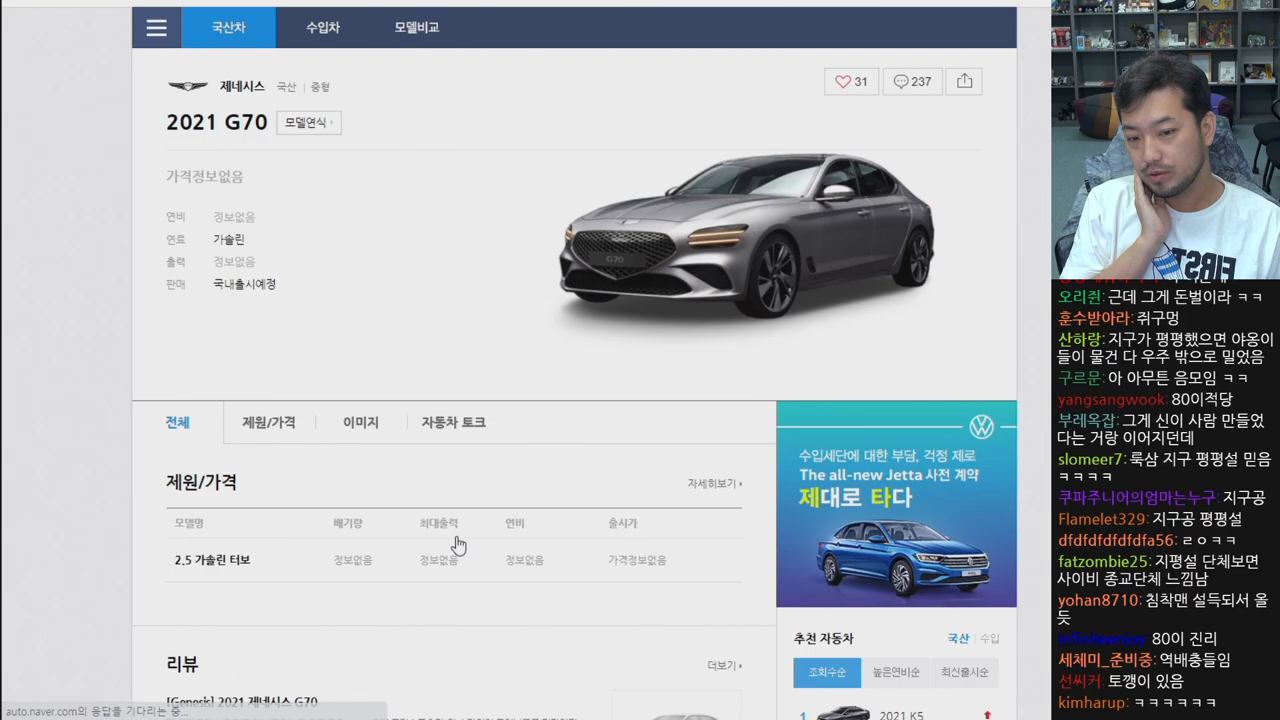 국산차
수입차
모델비교
제네시스
국산 | 중형
31
237
2021 G70
모델연식
가격정보없음
연비 정보없음
연료 가솔린
출력 정보없음
판매 국내출시예정
G70
전체
제원/가격
이미지
자동차 토크
제원/가격
자세히보기
모델명 배기량 최대출력 연비 출시가
2.5 가솔린 터보 정보없음 정보없음 정보없음 가격정보없음
리뷰
더보기
[Genesis] 2021 제네시스 G70
수입세단에 대한 부담, 걱정 제로
The all-new Jetta 사전 계약
제대로 타다
추천 자동차
국산 | 수입
조회수순
높은연비순
최신출시순
1 2021 K5
auto.naver.com의 응답을 기다리는 중...
FIRST
오리쥔: 근데 그게 돈벌이라 ㅋㅋ
훈수받아라: 쥐구멍
산하랑: 지구가 평평했으면 야옹이
들이 물건 다 우주 밖으로 밀었음
구르문: 아 아무튼 음모임 ㅋㅋ
yangsangwook: 80이적당
부레옥잡: 그게 신이 사람 만들었
다는 거랑 이어지던데
slomeer7: 룩삼 지구 평평설 믿음
ㅋㅋㅋㅋ
쿠파주니어의엄마는누구: 지구공
Flamelet329: 지구공 평평설
dfdfdfdfdfdfa56: ㄹㅇㅋㅋ
fatzombie25: 지평설 단체보면
사이비 종교단체 느낌남
yohan8710: 침착맨 설득되서 올
듯
infiniteenjoy: 80이 진리
세체미_준비중: 역배충들임
선씨커: 토깽이 있음
kimharup: ㅋㅋㅋㅋㅋㅋ